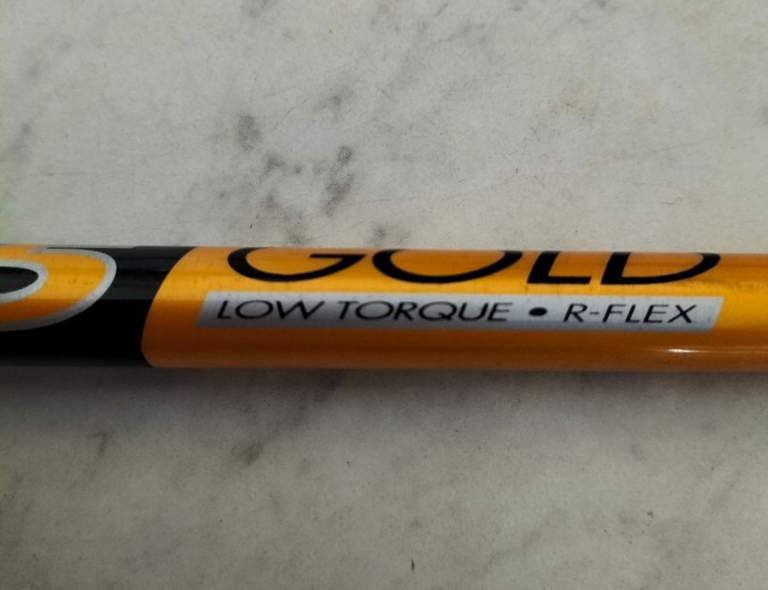 GOLD
LOW TORQUE • R-FLEX